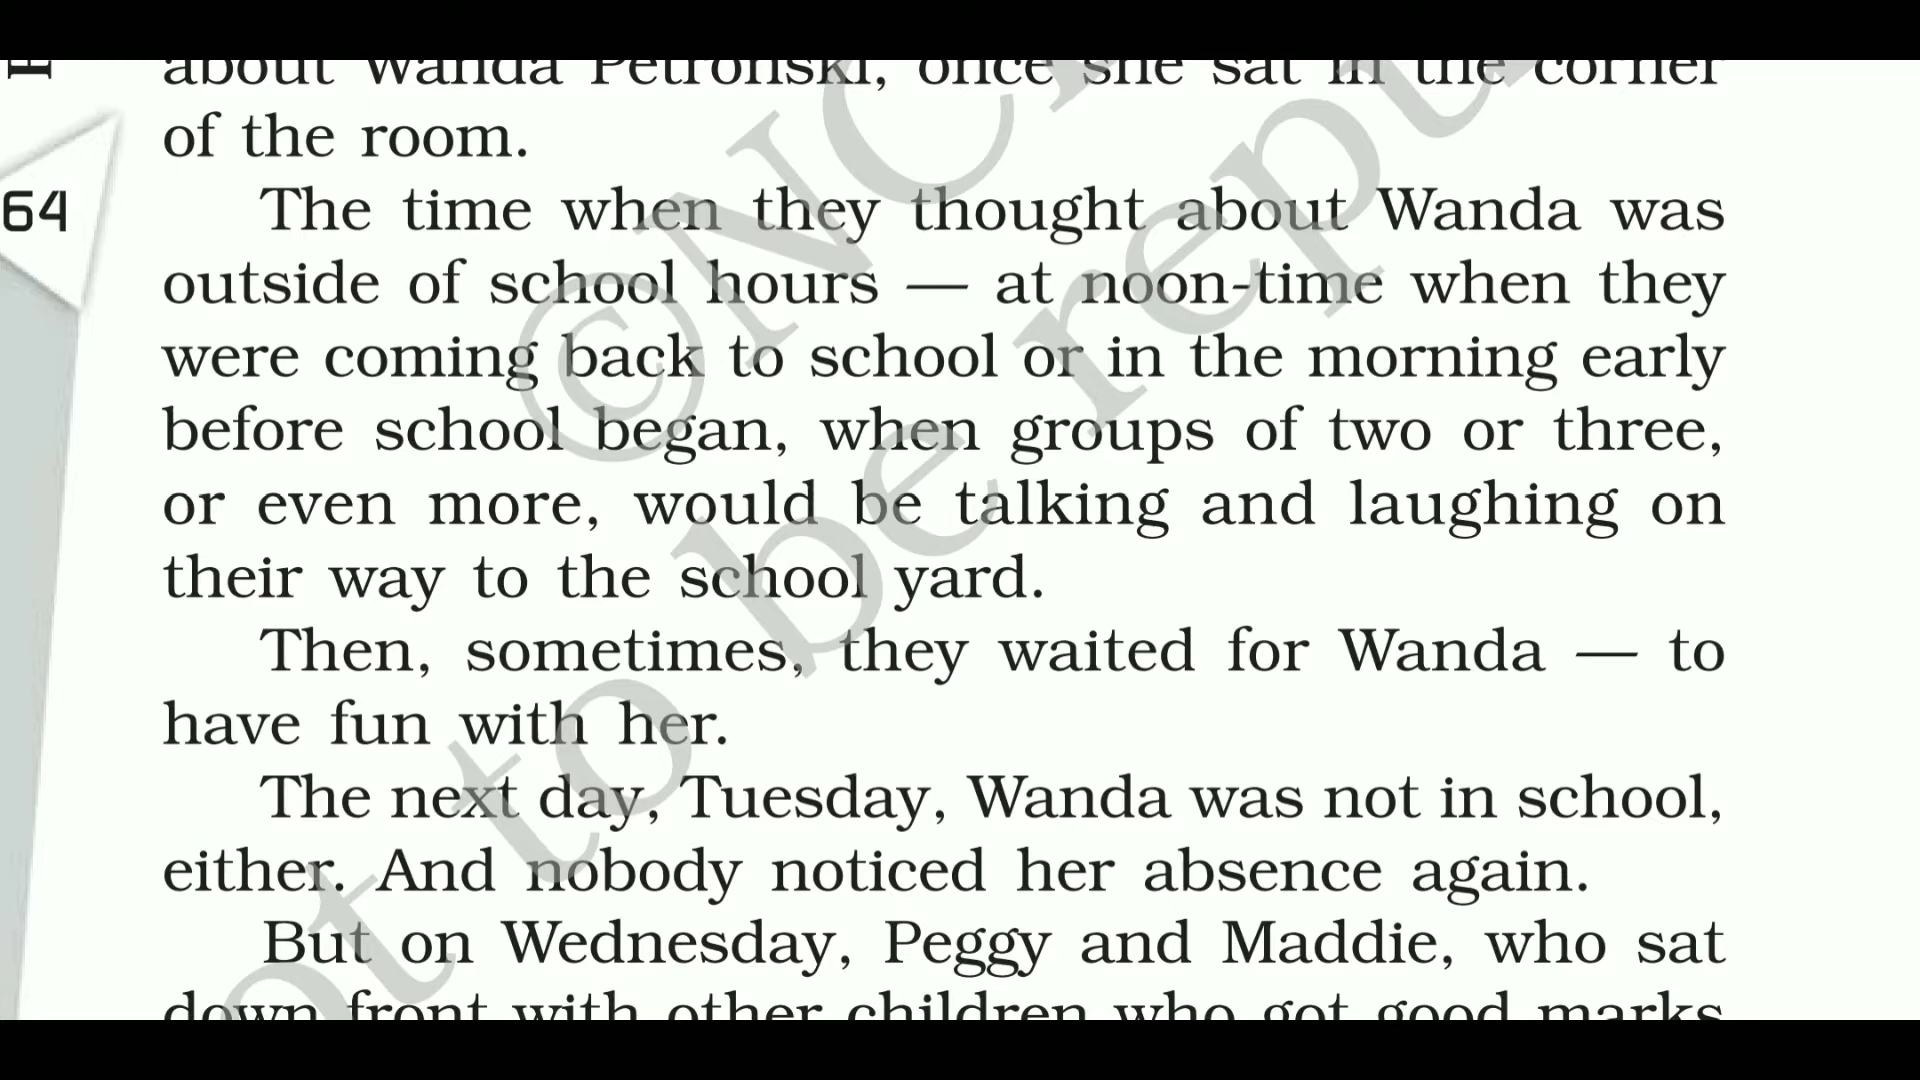 about Wanda Petronski, once she sat in the corner
of the room.
64
The time when they thought about Wanda was
outside of school hours — at noon-time when they
were coming back to school or in the morning early
before school began, when groups of two or three,
or even more, would be talking and laughing on
their way to the school yard.
Then, sometimes, they waited for Wanda — to
have fun with her.
The next day, Tuesday, Wanda was not in school,
either. And nobody noticed her absence again.
But on Wednesday, Peggy and Maddie, who sat
down front with other children who got good marks
to be